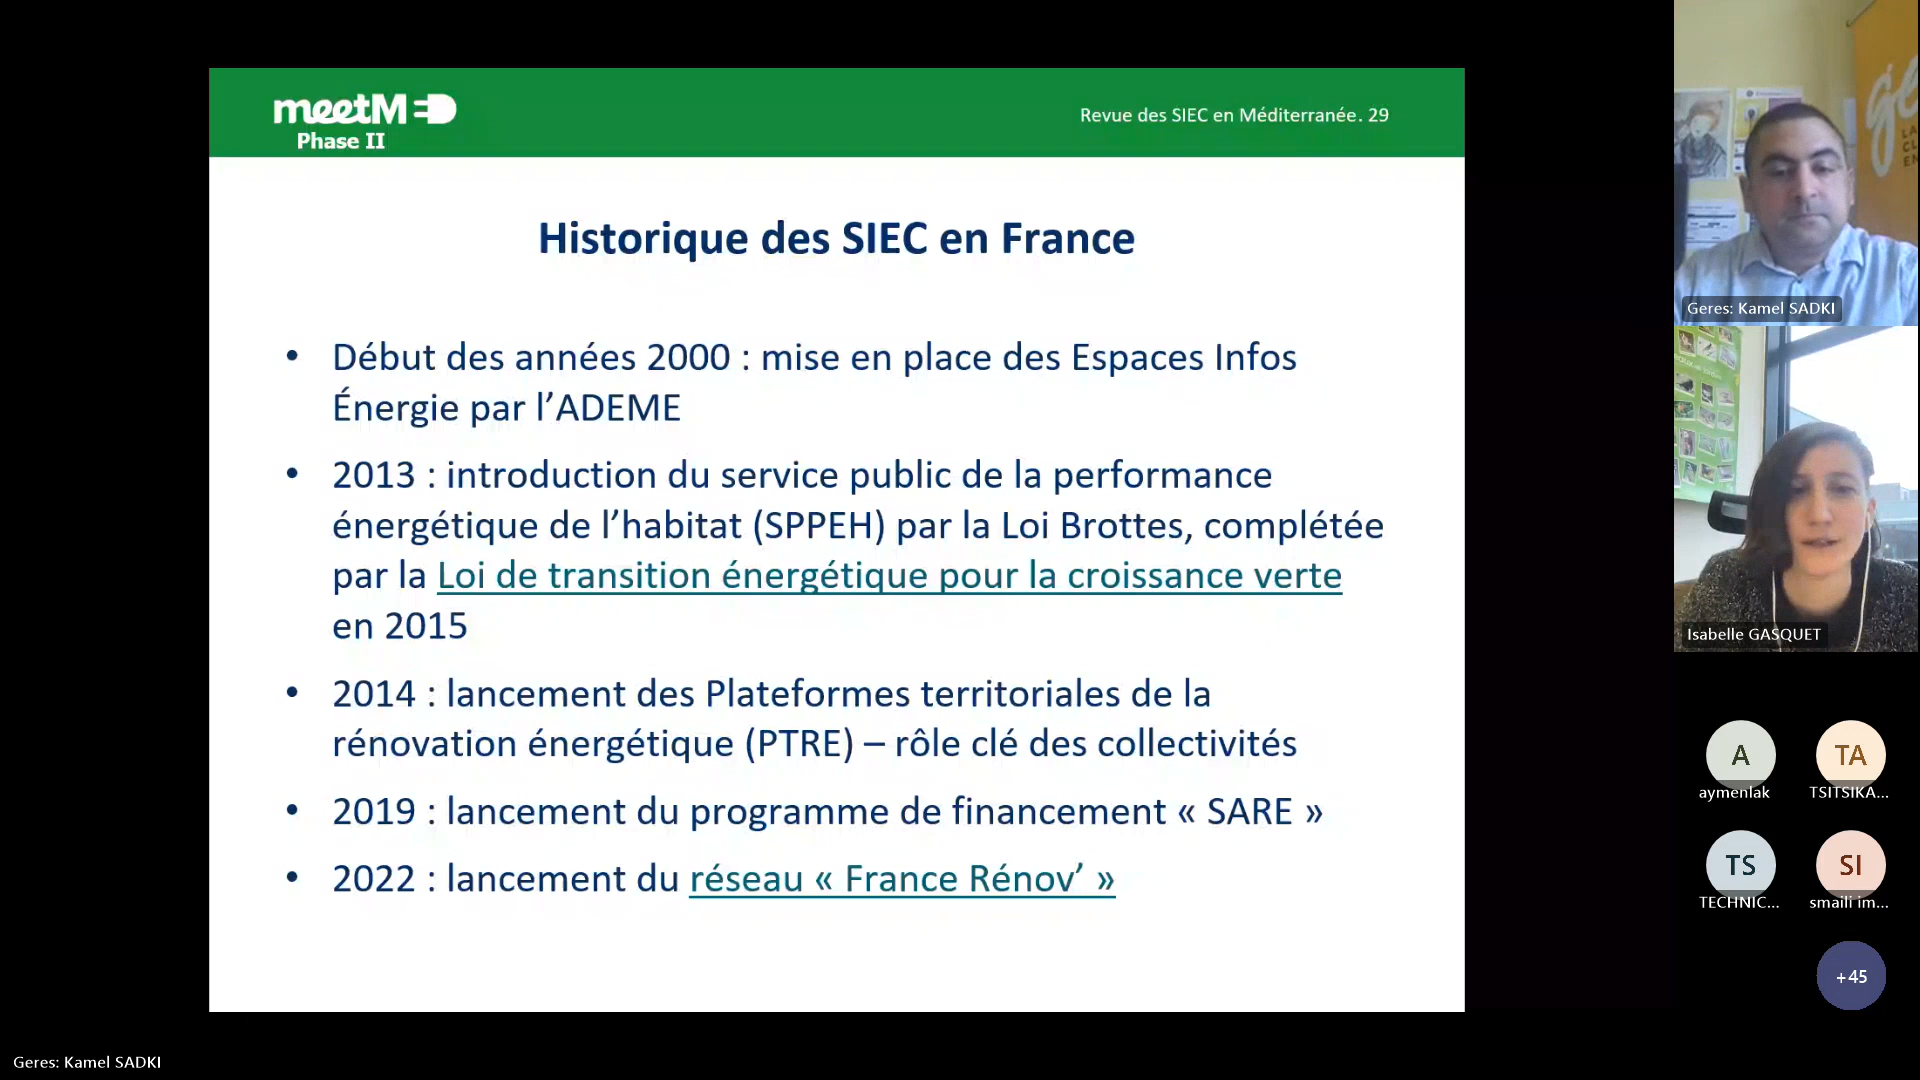 meetM
Phase II
Revue des SIEC en Méditerranée. 29
Historique des SIEC en France
• Début des années 2000 : mise en place des Espaces Infos
Énergie par l’ADEME
• 2013 : introduction du service public de la performance
énergétique de l’habitat (SPPEH) par la Loi Brottes, complétée
par la Loi de transition énergétique pour la croissance verte
en 2015
• 2014 : lancement des Plateformes territoriales de la
rénovation énergétique (PTRE) – rôle clé des collectivités
• 2019 : lancement du programme de financement « SARE »
• 2022 : lancement du réseau « France Rénov’ »
Geres: Kamel SADKI
Isabelle GASQUET
A
TA
aymenlak
TSITSIKA...
TS
SI
TECHNIC...
smaili im...
+45
Geres: Kamel SADKI